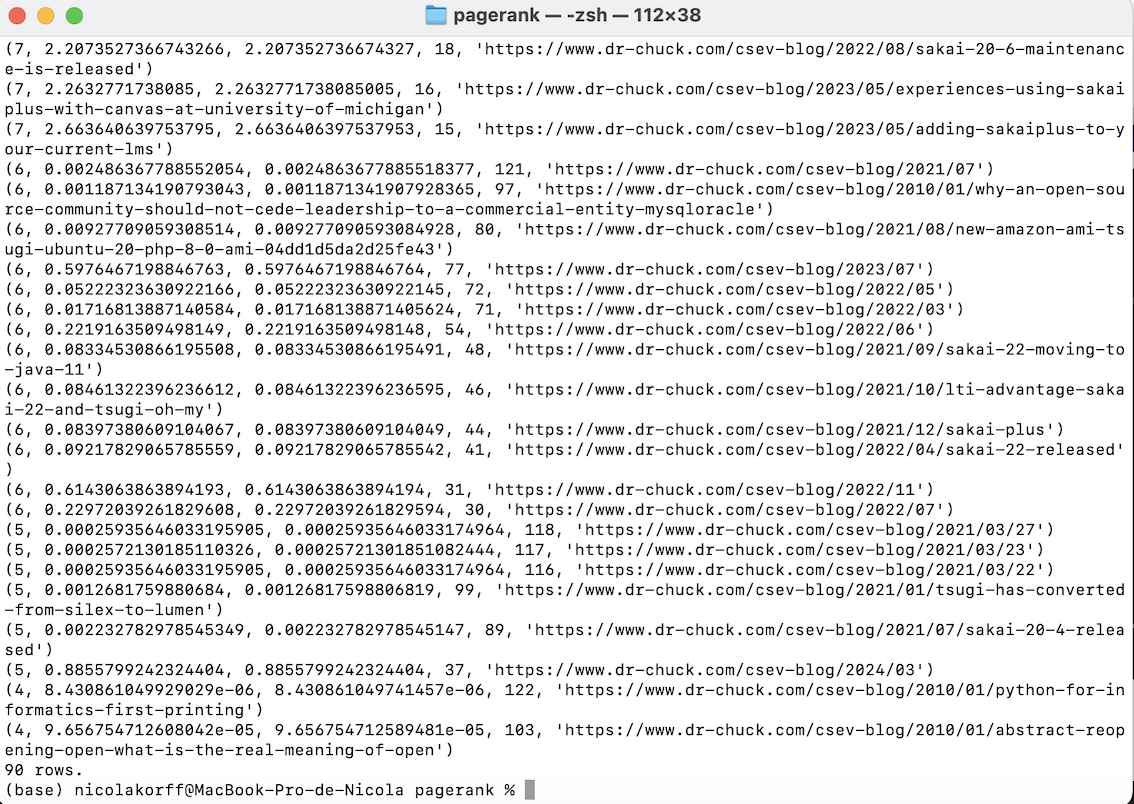 pagerank — -zsh — 112×38
(7, 2.2073527366743266, 2.207352736674327, 18, 'https://www.dr-chuck.com/csev-blog/2022/08/sakai-20-6-maintenanc
e-is-released')
(7, 2.2632771738085, 2.2632771738085005, 16, 'https://www.dr-chuck.com/csev-blog/2023/05/experiences-using-sakai
plus-with-canvas-at-university-of-michigan')
(7, 2.663640639753795, 2.6636406397537953, 15, 'https://www.dr-chuck.com/csev-blog/2023/05/adding-sakaiplus-to-y
our-current-lms')
(6, 0.002486367788552054, 0.0024863677885518377, 121, 'https://www.dr-chuck.com/csev-blog/2021/07')
(6, 0.001187134190793043, 0.0011871341907928365, 97, 'https://www.dr-chuck.com/csev-blog/2010/01/why-an-open-sou
rce-community-should-not-cede-leadership-to-a-commercial-entity-mysqloracle')
(6, 0.00927709059308514, 0.009277090593084928, 80, 'https://www.dr-chuck.com/csev-blog/2021/08/new-amazon-ami-ts
ugi-ubuntu-20-php-8-0-ami-04dd1d5da2d25fe43')
(6, 0.5976467198846763, 0.5976467198846764, 77, 'https://www.dr-chuck.com/csev-blog/2023/07')
(6, 0.05222323630922166, 0.05222323630922145, 72, 'https://www.dr-chuck.com/csev-blog/2022/05')
(6, 0.017168138871405​84, 0.017168138871405624, 71, 'https://www.dr-chuck.com/csev-blog/2022/03')
(6, 0.2219163509498149, 0.2219163509498148, 54, 'https://www.dr-chuck.com/csev-blog/2022/06')
(6, 0.08334530866195508, 0.08334530866195491, 48, 'https://www.dr-chuck.com/csev-blog/2021/09/sakai-22-moving-to
-java-11')
(6, 0.08461322396236612, 0.08461322396236595, 46, 'https://www.dr-chuck.com/csev-blog/2021/10/lti-advantage-saka
i-22-and-tsugi-oh-my')
(6, 0.08397380609104067, 0.08397380609104049, 44, 'https://www.dr-chuck.com/csev-blog/2021/12/sakai-plus')
(6, 0.09217829065785559, 0.09217829065785542, 41, 'https://www.dr-chuck.com/csev-blog/2022/04/sakai-22-released'
)
(6, 0.6143063863894193, 0.6143063863894194, 31, 'https://www.dr-chuck.com/csev-blog/2022/11')
(6, 0.22972039261829608, 0.22972039261829594, 30, 'https://www.dr-chuck.com/csev-blog/2022/07')
(5, 0.00025935646033195905, 0.00025935646033174964, 118, 'https://www.dr-chuck.com/csev-blog/2021/03/27')
(5, 0.0002572130185110326, 0.00025721301851082444, 117, 'https://www.dr-chuck.com/csev-blog/2021/03/23')
(5, 0.00025935646033195905, 0.00025935646033174964, 116, 'https://www.dr-chuck.com/csev-blog/2021/03/22')
(5, 0.0012681759880684, 0.00126817598806819, 99, 'https://www.dr-chuck.com/csev-blog/2021/01/tsugi-has-converted
-from-silex-to-lumen')
(5, 0.002232782978545349, 0.002232782978545147, 89, 'https://www.dr-chuck.com/csev-blog/2021/07/sakai-20-4-relea
sed')
(5, 0.8855799242324404, 0.8855799242324404, 37, 'https://www.dr-chuck.com/csev-blog/2024/03')
(4, 8.430861049929029e-06, 8.430861049741457e-06, 122, 'https://www.dr-chuck.com/csev-blog/2010/01/python-for-in
formatics-first-printing')
(4, 9.656754712608042e-05, 9.656754712589481e-05, 103, 'https://www.dr-chuck.com/csev-blog/2010/01/abstract-reop
ening-open-what-is-the-real-meaning-of-open')
90 rows.
(base) nicolakorff@MacBook-Pro-de-Nicola pagerank %